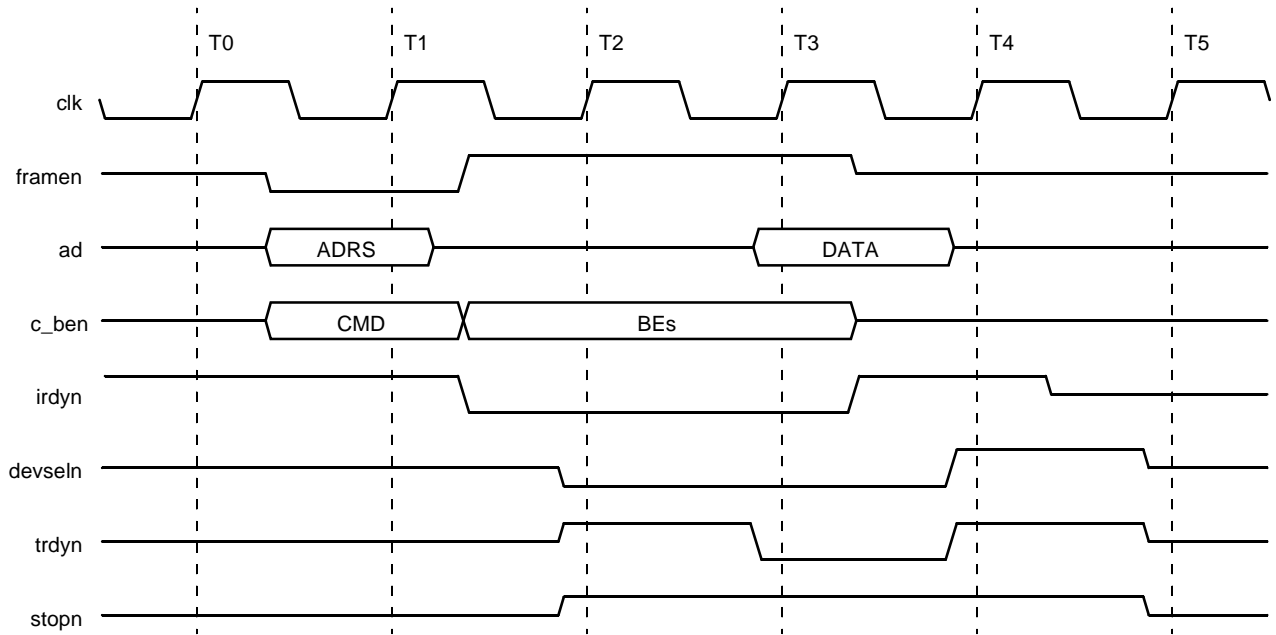 T0 T1 T2 T3 T4 T5
clk
framen
ad ADRS DATA
c_ben CMD BEs
irdyn
devseln
trdyn
stopn